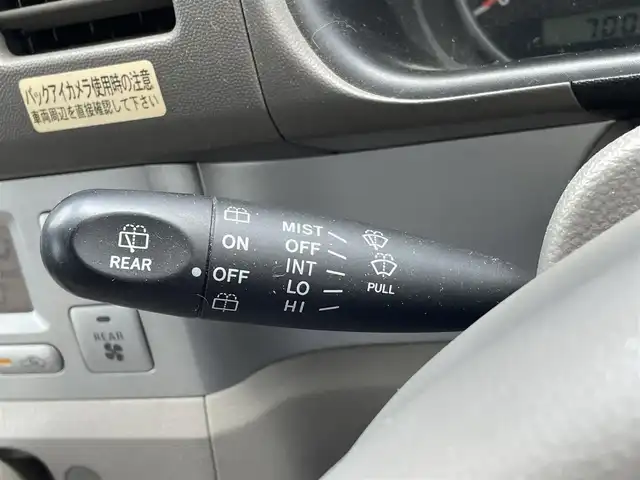 バックアイカメラ使用時の注意
車両周辺を直接確認して下さい
REAR
ON
OFF
MIST
OFF
INT
LO
HI
PULL
REAR